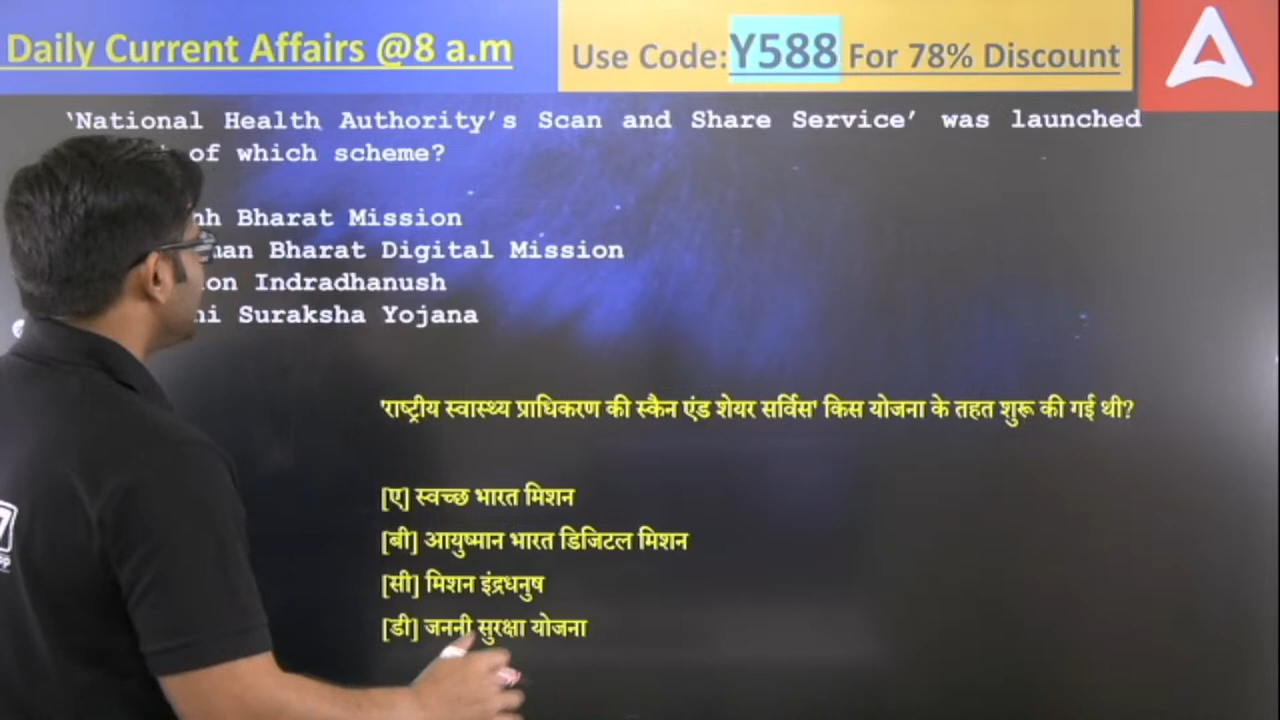 Daily Current Affairs @8 a.m
Use Code:Y588 For 78% Discount
‘National Health Authority’s Scan and Share Service’ was launched
of which scheme?
Bharat Mission
Bharat Digital Mission
Indradhanush
Suraksha Yojana
'राष्ट्रीय स्वास्थ्य प्राधिकरण की स्कैन एंड शेयर सर्विस' किस योजना के तहत शुरू की गई थी?
[ए] स्वच्छ भारत मिशन
[बी] आयुष्मान भारत डिजिटल मिशन
[सी] मिशन इंद्रधनुष
[डी] जननी सुरक्षा योजना